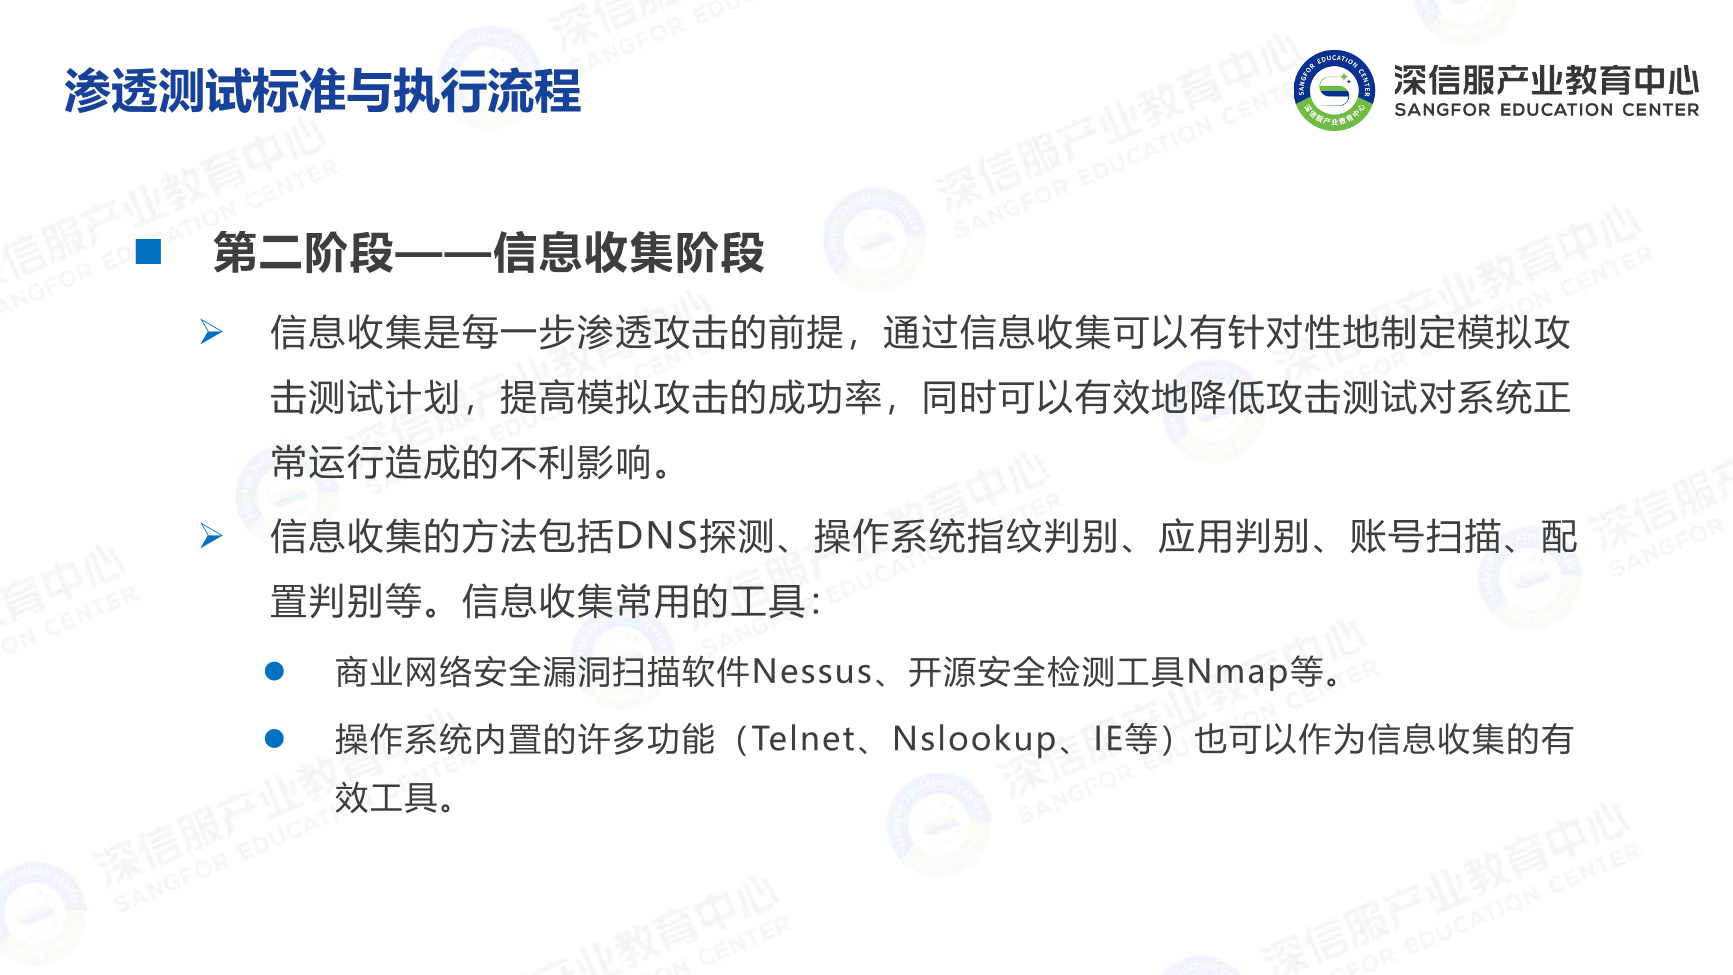 渗透测试标准与执行流程
深信服产业教育中心
SANGFOR EDUCATION CENTER
第二阶段——信息收集阶段
信息收集是每一步渗透攻击的前提，通过信息收集可以有针对性地制定模拟攻
击测试计划，提高模拟攻击的成功率，同时可以有效地降低攻击测试对系统正
常运行造成的不利影响。
信息收集的方法包括DNS探测、操作系统指纹判别、应用判别、账号扫描、配
置判别等。信息收集常用的工具：
商业网络安全漏洞扫描软件Nessus、开源安全检测工具Nmap等。
操作系统内置的许多功能（Telnet、Nslookup、IE等）也可以作为信息收集的有
效工具。